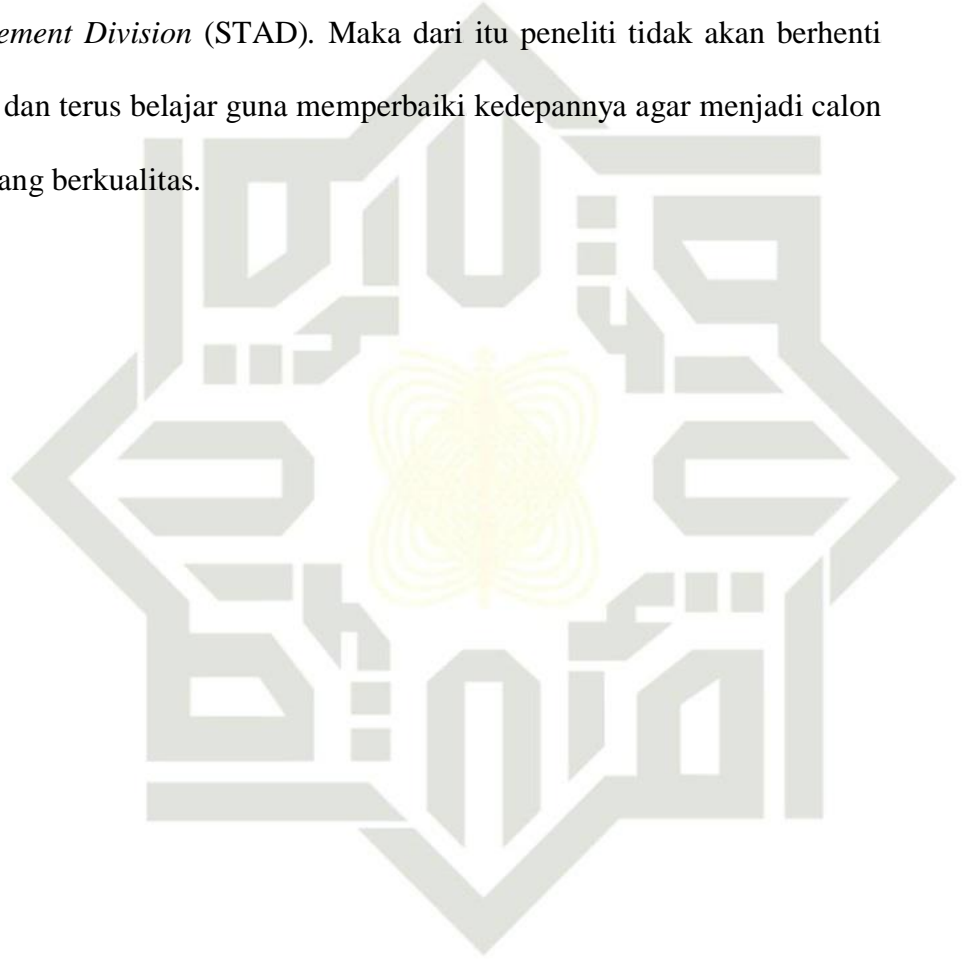 ement Division (STAD). Maka dari itu peneliti tidak akan berhenti
dan terus belajar guna memperbaiki kedepannya agar menjadi calon
ang berkualitas.